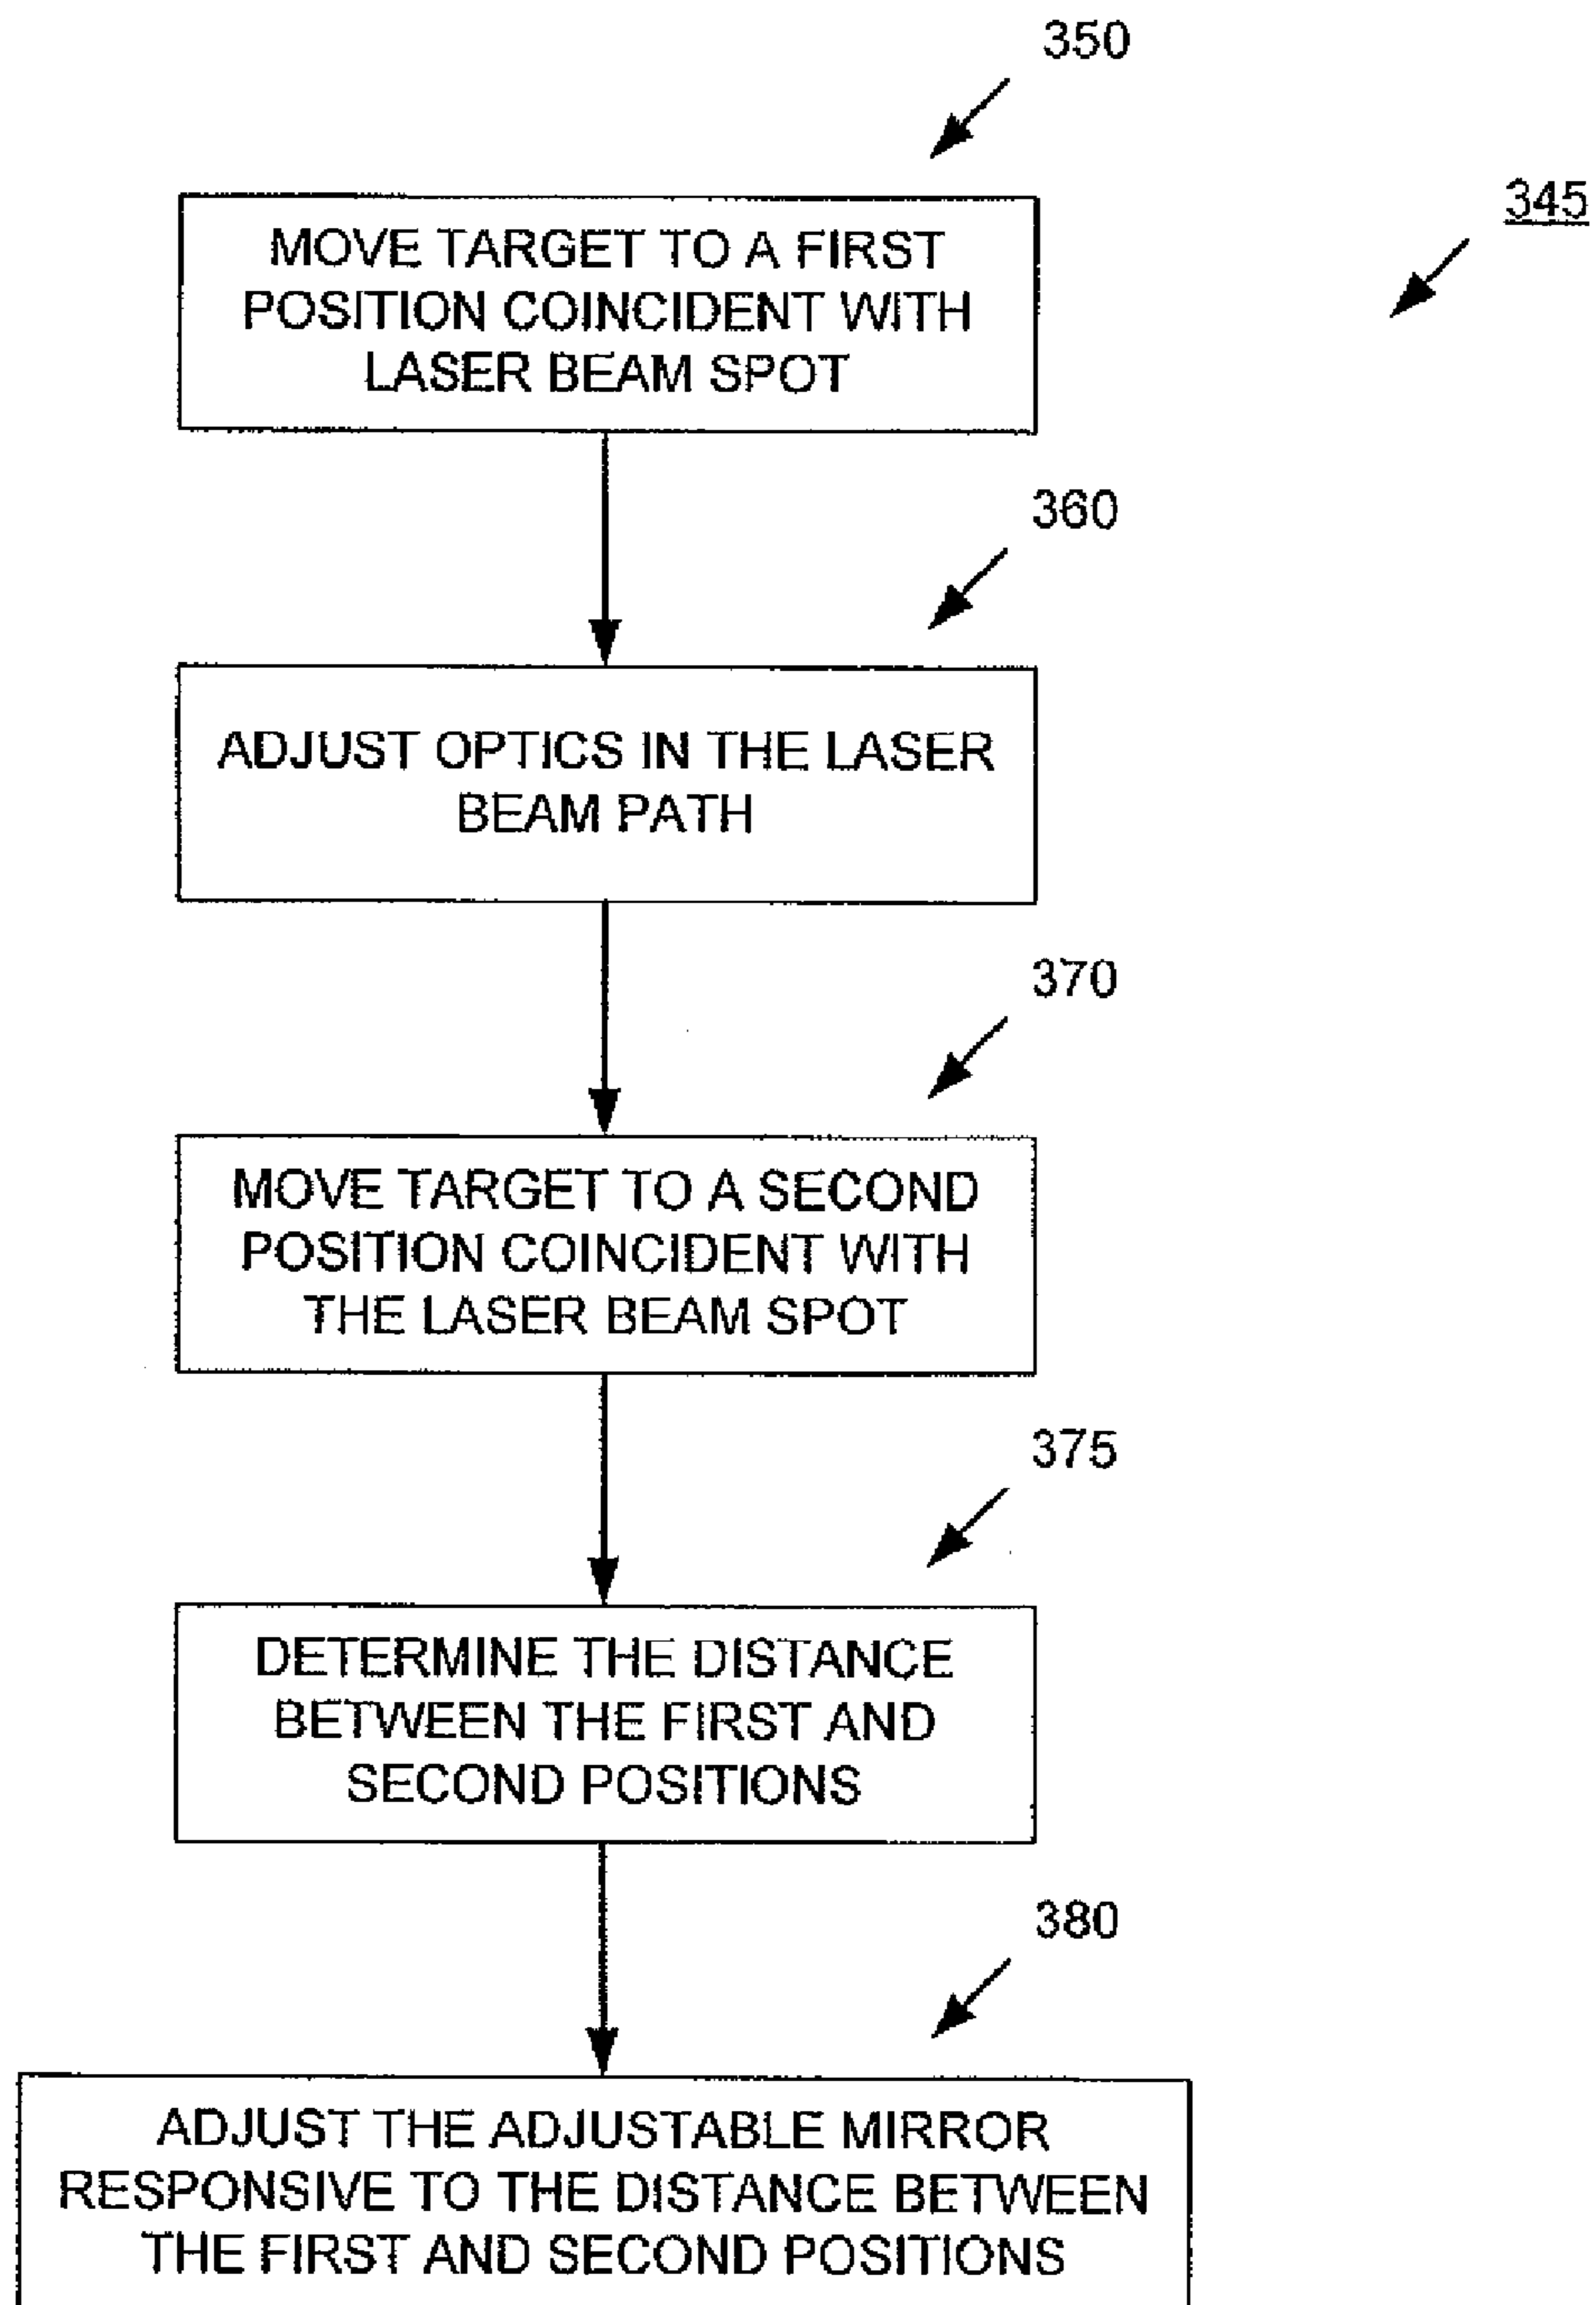 350
345
MOVE TARGET TO A FIRST
POSITION COINCIDENT WITH
LASER BEAM SPOT
360
ADJUST OPTICS IN THE LASER
BEAM PATH
370
MOVE TARGET TO A SECOND
POSITION COINCIDENT WITH
THE LASER BEAM SPOT
375
DETERMINE THE DISTANCE
BETWEEN THE FIRST AND
SECOND POSITIONS
380
ADJUST THE ADJUSTABLE MIRROR
RESPONSIVE TO THE DISTANCE BETWEEN
THE FIRST AND SECOND POSITIONS